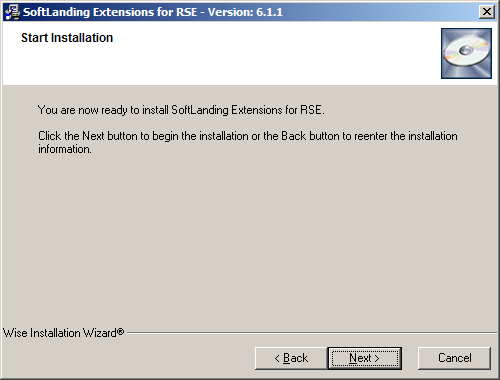 SoftLanding Extensions for RSE - Version: 6.1.1
Start Installation
You are now ready to install SoftLanding Extensions for RSE.
Click the Next button to begin the installation or the Back button to reenter the installation
information.
Wise Installation Wizard®
< Back
Next >
Cancel